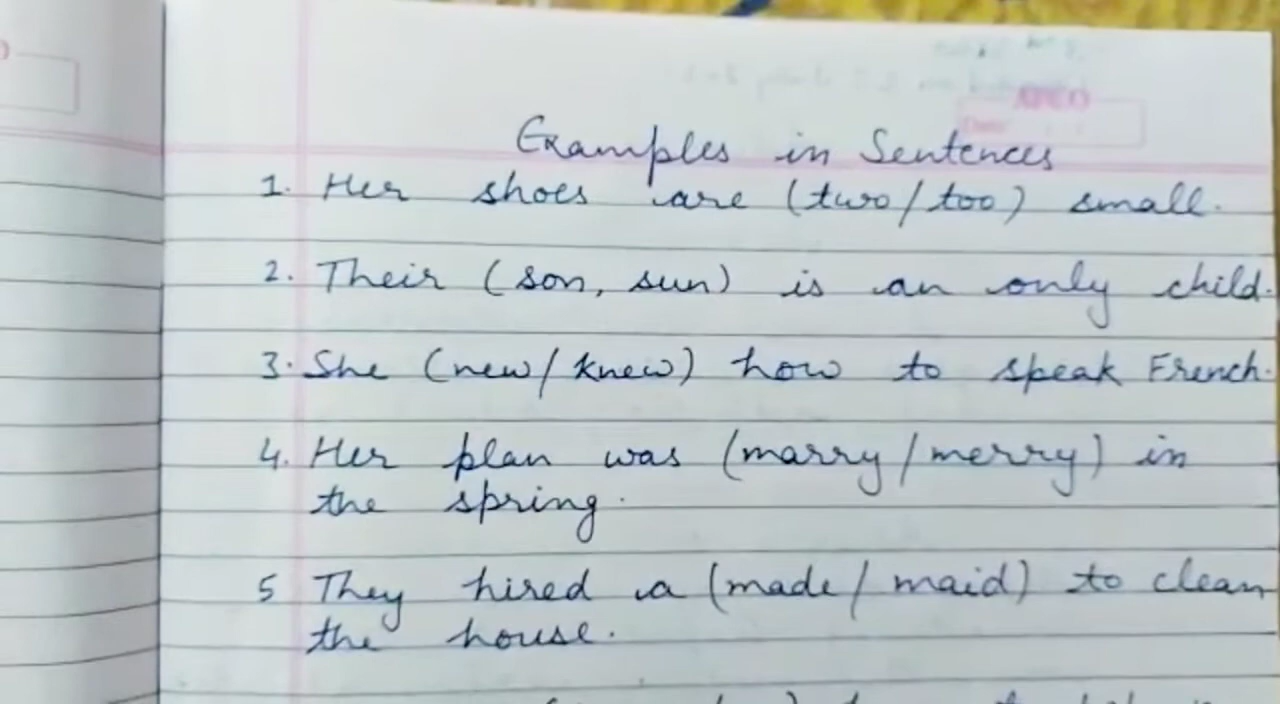 Examples in Sentences
1. Her shoes are (two/too) small.
2. Their (son, sun) is an only child.
3. She (new/knew) how to speak French.
4. Her plan was (marry/merry) in
the spring.
5 They hired a (made/maid) to clean
the house.